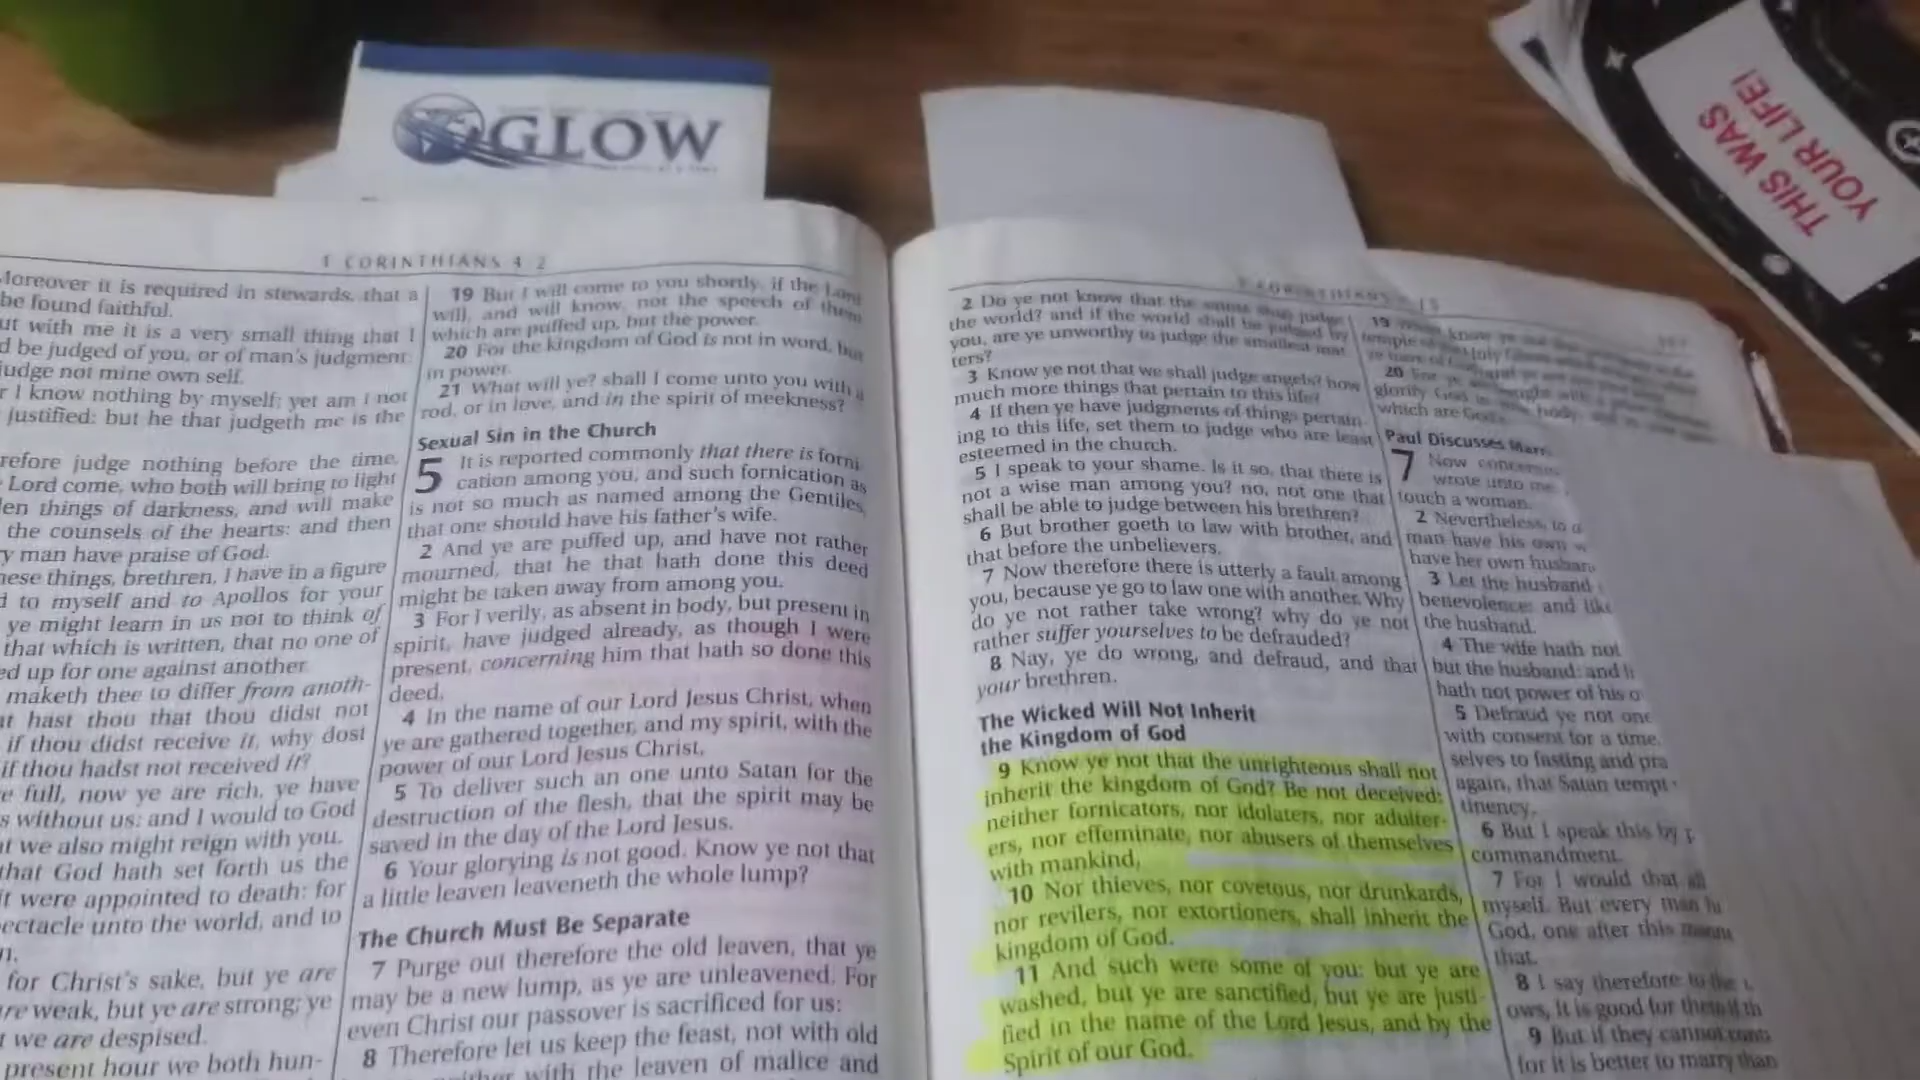 GLOW
THIS WAS
YOUR LIFE!
1 CORINTHIANS 4 2
Moreover it is required in stewards, that a
be found faithful.
ut with me it is a very small thing that I
d be judged of you, or of man's judgment:
judge not mine own self.
r I know nothing by myself; yet am I not
justified: but he that judgeth me is the
refore judge nothing before the time,
Lord come, who both will bring to light
en things of darkness, and will make
the counsels of the hearts: and then
y man have praise of God.
hese things, brethren, I have in a figure
d to myself and to Apollos for your
ye might learn in us not to think of
that which is written, that no one of
ed up for one against another
maketh thee to differ from anoth-
at hast thou that thou didst not
if thou didst receive it, why dost
if thou hadst not received it?
e full, now ye are rich, ye have
s without us: and I would to God
at we also might reign with you.
that God hath set forth us the
it were appointed to death: for
ectacle unto the world, and to
n.
for Christ's sake, but ye are
are weak, but ye are strong; ye
t we are despised.
present hour we both hun-
19 But I will come to you shortly, if the Lord
will, and will know, not the speech of them
which are puffed up, but the power.
20 For the kingdom of God is not in word, but
in power.
21 What will ye? shall I come unto you with a
rod, or in love, and in the spirit of meekness?
Sexual Sin in the Church
5 It is reported commonly that there is forni
cation among you, and such fornication as
is not so much as named among the Gentiles,
that one should have his father's wife.
2 And ye are puffed up, and have not rather
mourned, that he that hath done this deed
might be taken away from among you.
3 For I verily, as absent in body, but present in
spirit, have judged already, as though I were
present, concerning him that hath so done this
deed,
4 In the name of our Lord Jesus Christ, when
ye are gathered together, and my spirit, with the
power of our Lord Jesus Christ,
5 To deliver such an one unto Satan for the
destruction of the flesh, that the spirit may be
saved in the day of the Lord Jesus.
6 Your glorying is not good. Know ye not that
a little leaven leaveneth the whole lump?
The Church Must Be Separate
7 Purge out therefore the old leaven, that ye
may be a new lump, as ye are unleavened. For
even Christ our passover is sacrificed for us:
8 Therefore let us keep the feast, not with old
with the leaven of malice and
2 Do ye not know that the saints shall judge
the world? and if the world shall be judged by
you, are ye unworthy to judge the smallest mat
ters?
3 Know ye not that we shall judge angels? how
much more things that pertain to this life?
4 If then ye have judgments of things pertain-
ing to this life, set them to judge who are least
esteemed in the church.
5 I speak to your shame. Is it so, that there is
not a wise man among you? no, not one that
shall be able to judge between his brethren?
6 But brother goeth to law with brother, and
that before the unbelievers.
7 Now therefore there is utterly a fault among
you, because ye go to law one with another. Why
do ye not rather take wrong? why do ye not
rather suffer yourselves to be defrauded?
8 Nay, ye do wrong, and defraud, and that
your brethren.
The Wicked Will Not Inherit
the Kingdom of God
9 Know ye not that the unrighteous shall not
inherit the kingdom of God? Be not deceived:
neither fornicators, nor idolaters, nor adulter-
ers, nor effeminate, nor abusers of themselves
with mankind,
10 Nor thieves, nor covetous, nor drunkards,
nor revilers, nor extortioners, shall inherit the
kingdom of God.
11 And such were some of you: but ye are
washed, but ye are sanctified, but ye are justi-
fied in the name of the Lord Jesus, and by the
Spirit of our God.
19 know ye not
temple of Holy Ghost
20 For ye
glorify God in body
which are God's.
Paul Discusses Marr
7 Now concern
wrote unto me
touch a woman.
2 Nevertheless, to a
man have his own w
have her own husban
3 Let the husband
benevolence: and lik
the husband.
4 The wife hath not
but the husband: and li
hath not power of his o
5 Defraud ye not one
with consent for a time,
selves to fasting and pra
again, that Satan tempt
tinency.
6 But I speak this by p
commandment.
7 For I would that all
myself. But every man ha
God, one after this mann
that.
8 I say therefore to the
ows, It is good for them if th
9 But if they cannot cont
for it is better to marry than